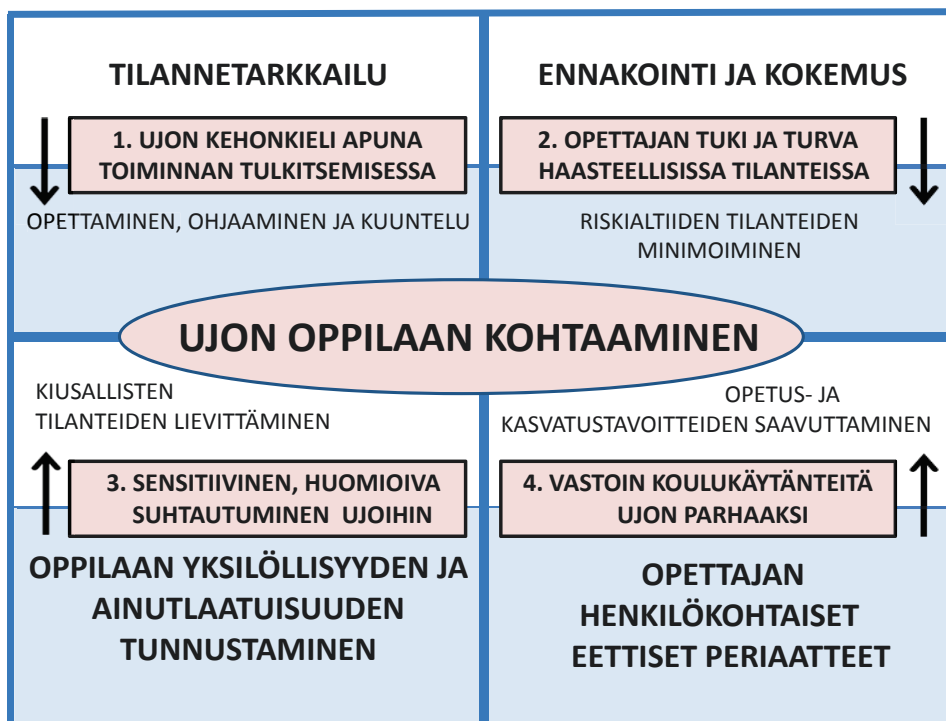 TILANNETARKKAILU
1. UJON KEHONKIELI APUNA
TOIMINNAN TULKITSEMISESSA
OPETTAMINEN, OHJAAMINEN JA KUUNTELU
ENNAKOINTI JA KOKEMUS
2. OPETTAJAN TUKI JA TURVA
HAASTEELLISISSA TILANTEISSA
RISKIALTIIDEN TILANTEIDEN
MINIMOIMINEN
UJON OPPILAAN KOHTAAMINEN
KIUSALLISTEN
TILANTEIDEN LIEVITTÄMINEN
3. SENSITIIVINEN, HUOMIOIVA
SUHTAUTUMINEN UJOIHIN
OPPILAAN YKSILÖLLISYYDEN JA
AINUTLAATUISUUDEN
TUNNUSTAMINEN
OPETUS- JA
KASVATUSTAVOITTEIDEN SAAVUTTAMINEN
4. VASTOIN KOULUKÄYTÄNTEITÄ
UJON PARHAAKSI
OPETTAJAN
HENKILÖKOHTAISET
EETTISET PERIAATTEET